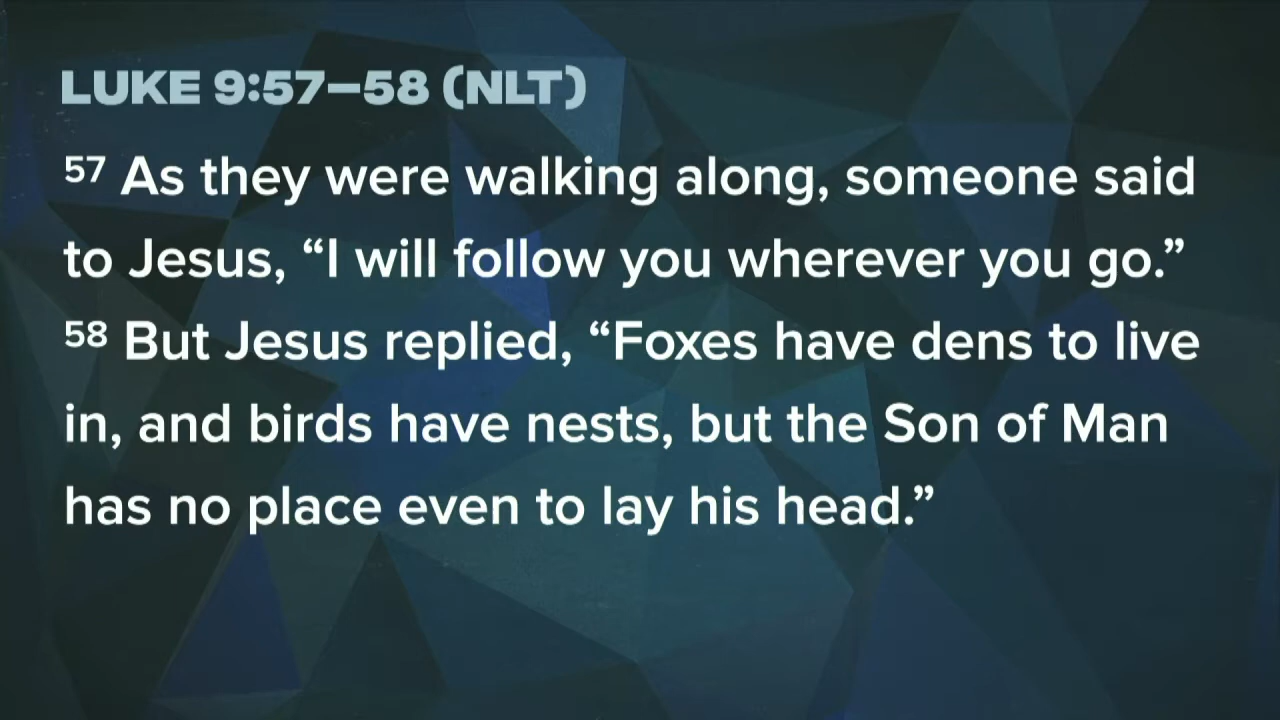 LUKE 9:57–58 (NLT)
57 As they were walking along, someone said
to Jesus, “I will follow you wherever you go.”
58 But Jesus replied, “Foxes have dens to live
in, and birds have nests, but the Son of Man
has no place even to lay his head.”